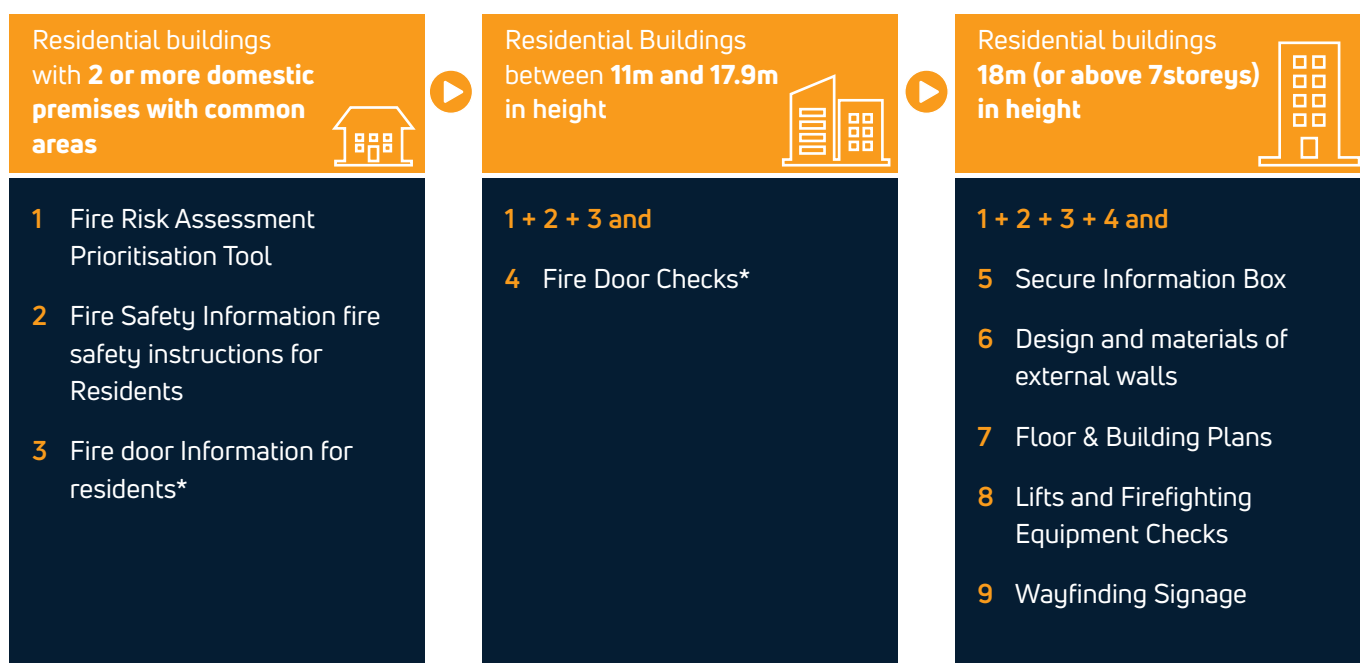 Residential buildings
with 2 or more domestic
premises with common
areas
1 Fire Risk Assessment
Prioritisation Tool
2 Fire Safety Information fire
safety instructions for
Residents
3 Fire door Information for
residents*
Residential Buildings
between 11m and 17.9m
in height
1 + 2 + 3 and
4 Fire Door Checks*
Residential buildings
18m (or above 7storeys)
in height
1 + 2 + 3 + 4 and
5 Secure Information Box
6 Design and materials of
external walls
7 Floor & Building Plans
8 Lifts and Firefighting
Equipment Checks
9 Wayfinding Signage